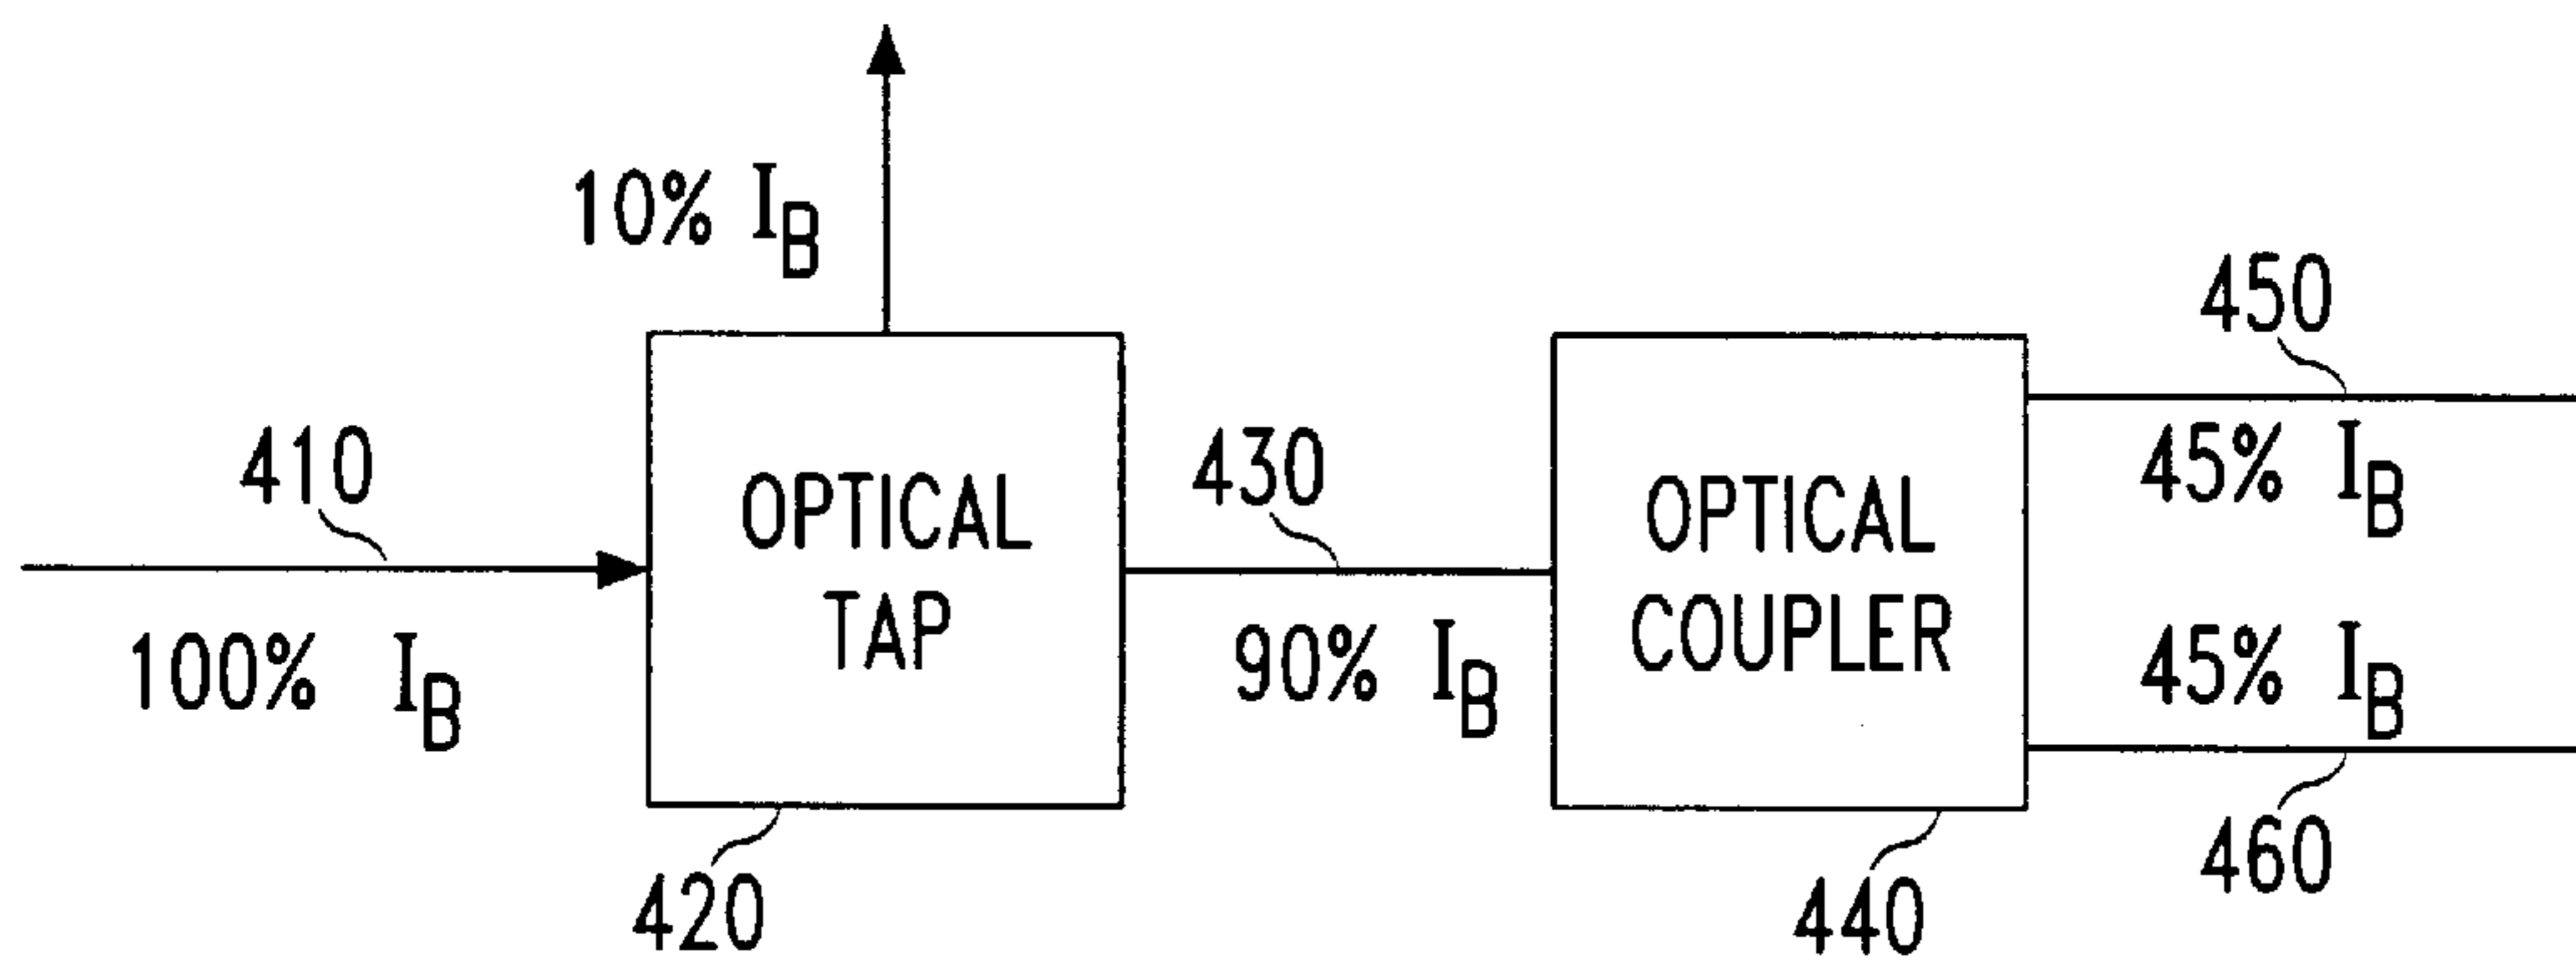 10% I_B
410
100% I_B
OPTICAL
TAP
420
430
90% I_B
OPTICAL
COUPLER
440
450
45% I_B
45% I_B
460